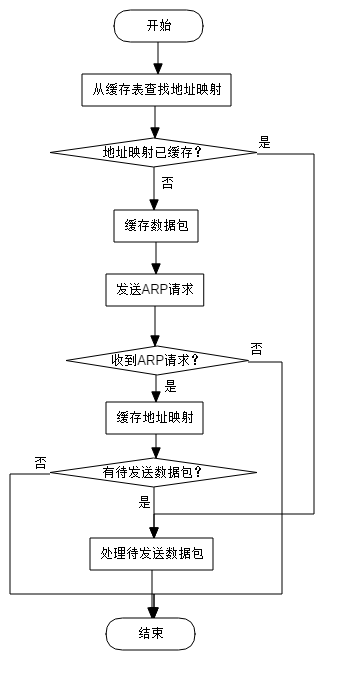 开始
从缓存表查找地址映射
地址映射已缓存？
是
否
缓存数据包
发送ARP请求
收到ARP请求？
否
是
缓存地址映射
有待发送数据包？
否
是
处理待发送数据包
结束